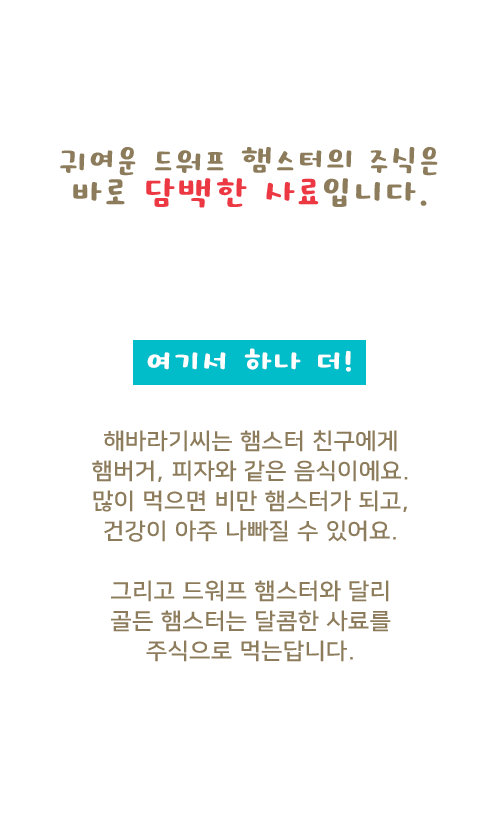 귀여운 드워프 햄스터의 주식은
바로 담백한 사료입니다.
여기서 하나 더!
해바라기씨는 햄스터 친구에게
햄버거, 피자와 같은 음식이에요.
많이 먹으면 비만 햄스터가 되고,
건강이 아주 나빠질 수 있어요.
그리고 드워프 햄스터와 달리
골든 햄스터는 달콤한 사료를
주식으로 먹는답니다.